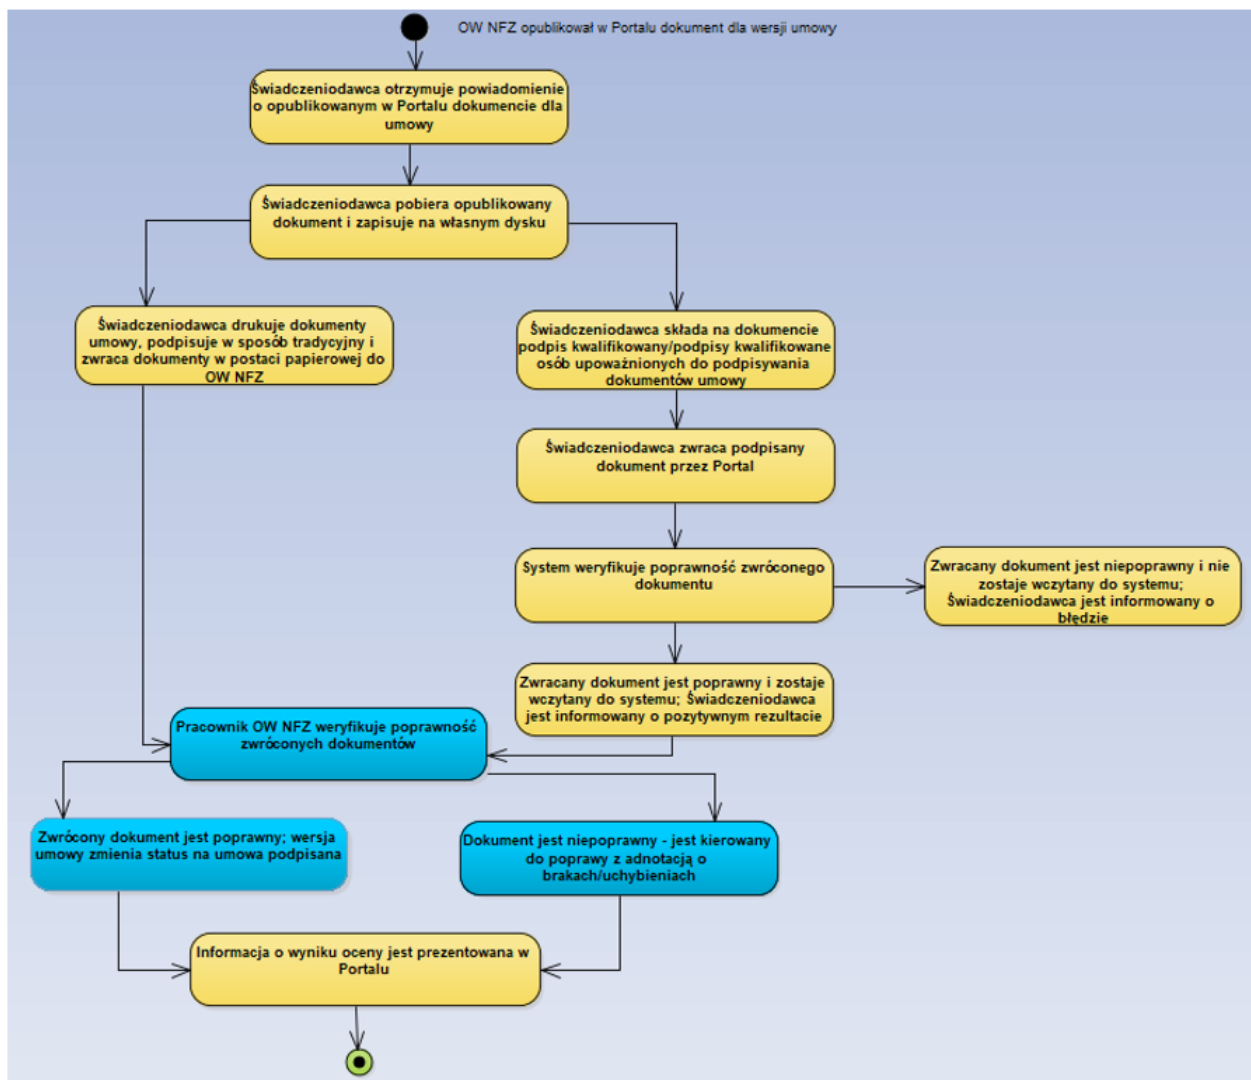 OW NFZ opublikował w Portalu dokument dla wersji umowy
Świadczeniodawca otrzymuje powiadomienie
o opublikowanym w Portalu dokumencie dla
umowy
Świadczeniodawca pobiera opublikowany
dokument i zapisuje na własnym dysku
Świadczeniodawca drukuje dokumenty
umowy, podpisuje w sposób tradycyjny i
zwraca dokumenty w postaci papierowej do
OW NFZ
Świadczeniodawca składa na dokumencie
podpis kwalifikowany/podpisy kwalifikowane
osób upoważnionych do podpisywania
dokumentów umowy
Świadczeniodawca zwraca podpisany
dokument przez Portal
System weryfikuje poprawność zwróconego
dokumentu
Zwracany dokument jest niepoprawny i nie
zostaje wczytany do systemu;
Świadczeniodawca jest informowany o
błędzie
Zwracany dokument jest poprawny i zostaje
wczytany do systemu; Świadczeniodawca
jest informowany o pozytywnym rezultacie
Pracownik OW NFZ weryfikuje poprawność
zwróconych dokumentów
Zwrócony dokument jest poprawny; wersja
umowy zmienia status na umowa podpisana
Dokument jest niepoprawny - jest kierowany
do poprawy z adnotacją o
brakach/uchybieniach
Informacja o wyniku oceny jest prezentowana w
Portalu